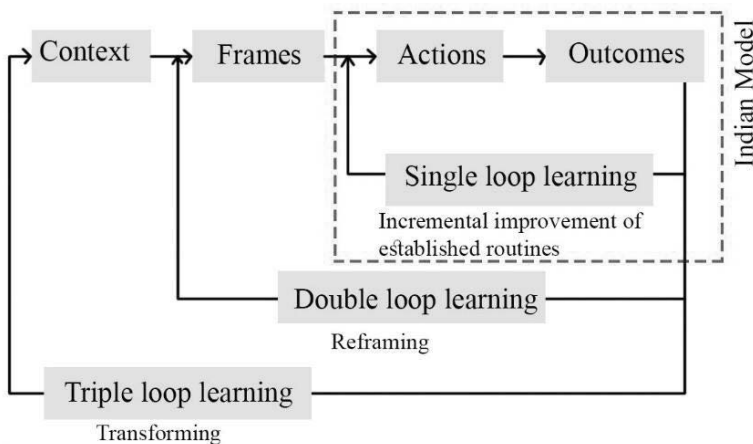 Context
Frames
Actions
Outcomes
Indian Model
Single loop learning
Incremental improvement of
established routines
Double loop learning
Reframing
Triple loop learning
Transforming